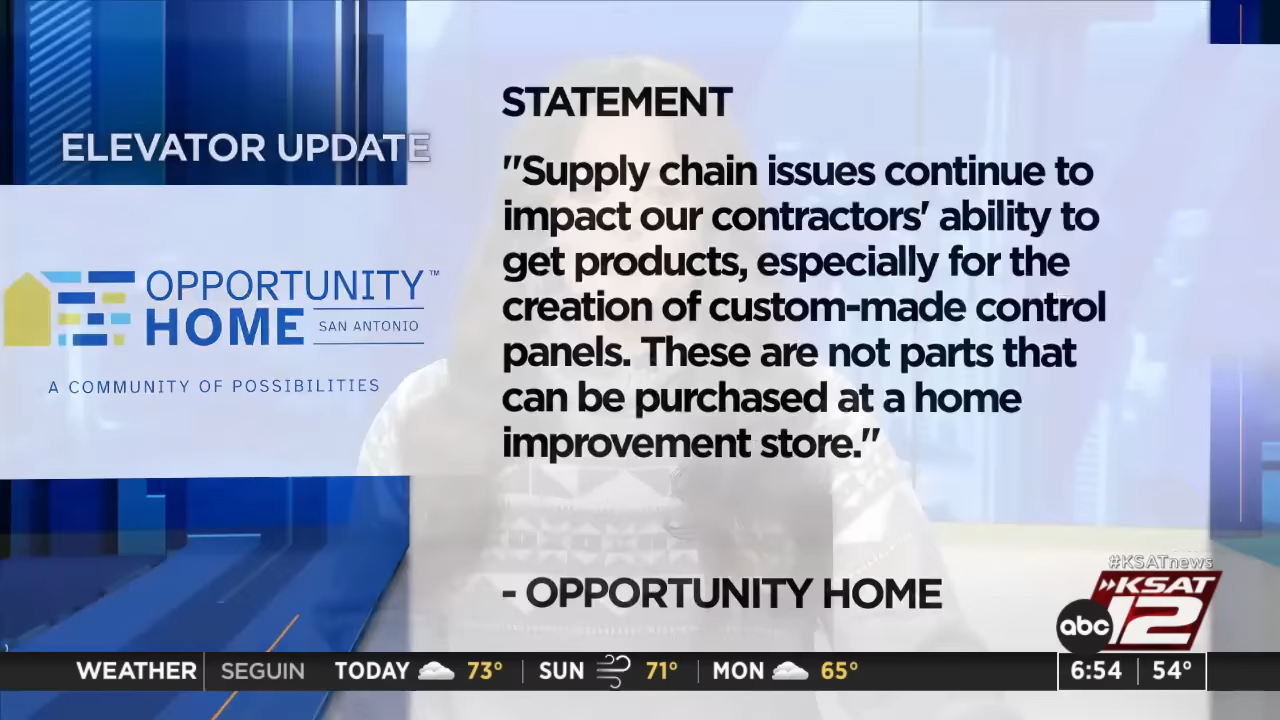 ELEVATOR UPDATE
OPPORTUNITY™
HOME
SAN ANTONIO
A COMMUNITY OF POSSIBILITIES
STATEMENT
"Supply chain issues continue to
impact our contractors' ability to
get products, especially for the
creation of custom-made control
panels. These are not parts that
can be purchased at a home
improvement store."
- OPPORTUNITY HOME
#KSATnews
KSAT
abc 12
WEATHER SEGUIN TODAY 73° SUN 71° MON 65° 6:54 54°